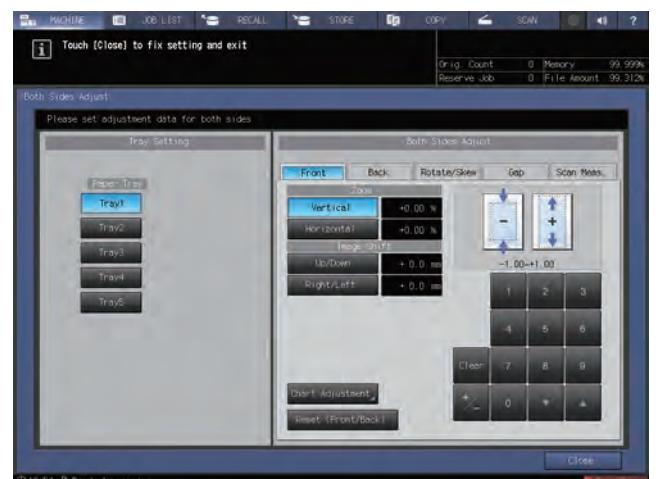 MACHINE JOB LIST RECALL STORE COPY SCAN ?
i Touch [Close] to fix setting and exit
Orig. Count 0 Memory 99.999%
Reserve Job 0 File Amount 99.312%
Both Sides Adjust
Please set adjustment data for both sides
Tray Setting
Both Sides Adjust
Front Back Rotate/Skew Gap Scan Meas.
Paper Tray
Zoom
Tray1
Vertical +0.00 %
- +
Tray2
Horizontal +0.00 %
Image Shift
Tray3
Up/Down + 0.0 mm
-1.00~+1.00
Tray4
Right/Left + 0.0 mm
1 2 3
Tray5
4 5 6
Clear 7 8 9
Chart Adjustment
+/- 0 * ▲
Reset (Front/Back)
Close